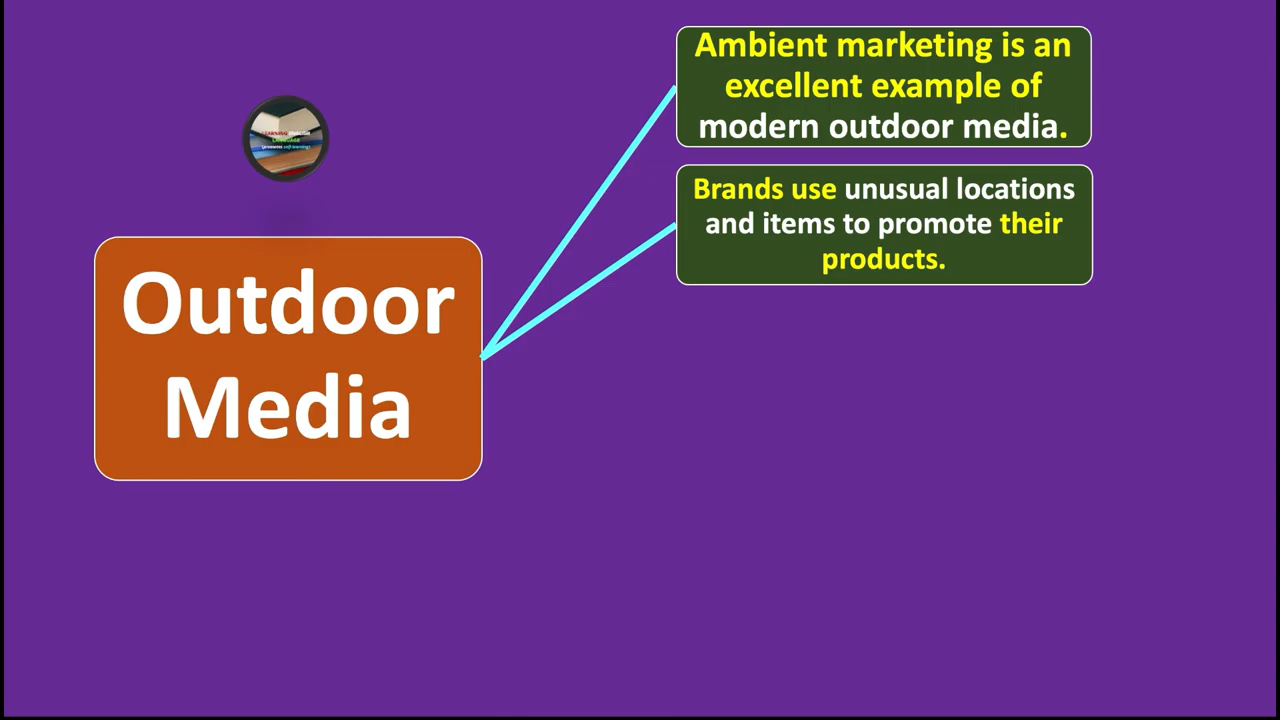 Ambient marketing is an
excellent example of
modern outdoor media.
Brands use unusual locations
and items to promote their
products.
Outdoor
Media